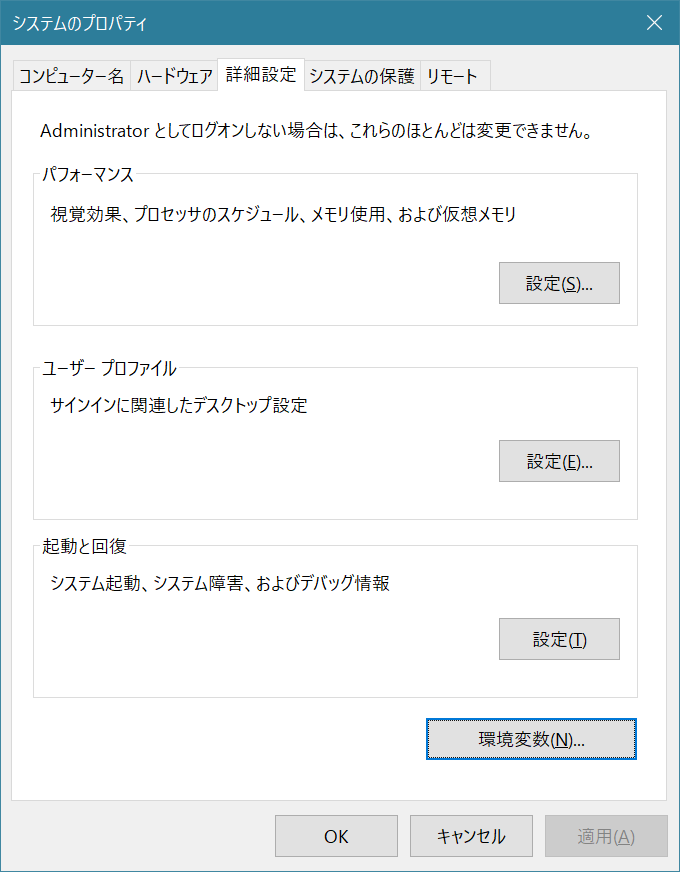 システムのプロパティ
コンピューター名 ハードウェア 詳細設定 システムの保護 リモート
Administrator としてログオンしない場合は、これらのほとんどは変更できません。
パフォーマンス
視覚効果、プロセッサのスケジュール、メモリ使用、および仮想メモリ
設定(S)...
ユーザー プロファイル
サインインに関連したデスクトップ設定
設定(E)...
起動と回復
システム起動、システム障害、およびデバッグ情報
設定(T)
環境変数(N)...
OK キャンセル 適用(A)